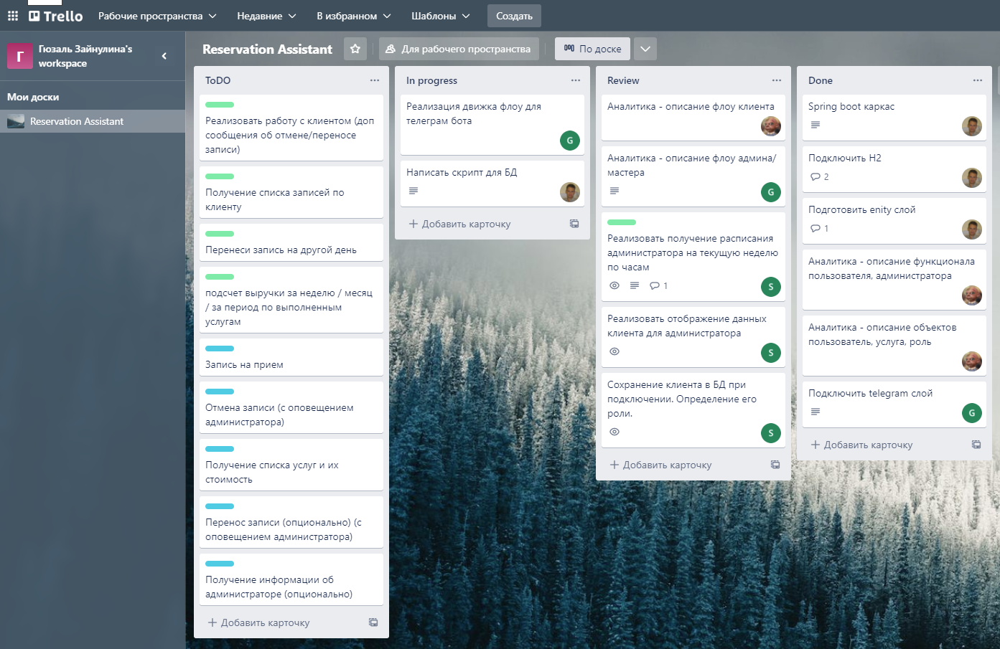 Trello
Рабочие пространства
Недавние
В избранном
Шаблоны
Создать
Г
Гюзаль Зайнулина's
workspace
Мои доски
Reservation Assistant
Reservation Assistant
Для рабочего пространства
По доске
ToDO
Реализовать работу с клиентом (доп
сообщения об отмене/переносе
записи)
Получение списка записей по
клиенту
Перенеси запись на другой день
подсчет выручки за неделю / месяц
/ за период по выполненным
услугам
Запись на прием
Отмена записи (с оповещением
администратора)
Получение списка услуг и их
стоимость
Перенос записи (опционально) (с
оповещением администратора)
Получение информации об
администраторе (опционально)
Добавить карточку
In progress
Реализация движка флоу для
телеграм бота
G
Написать скрипт для БД
Добавить карточку
Review
Аналитика - описание флоу клиента
Аналитика - описание флоу админа/
мастера
G
Реализовать получение расписания
администратора на текущую неделю
по часам
1
S
Реализовать отображение данных
клиента для администратора
S
Сохранение клиента в БД при
подключении. Определение его
роли.
S
Добавить карточку
Done
Spring boot каркас
Подключить H2
2
Подготовить enity слой
1
Аналитика - описание функционала
пользователя, администратора
Аналитика - описание объектов
пользователь, услуга, роль
Подключить telegram слой
G
Добавить карточку